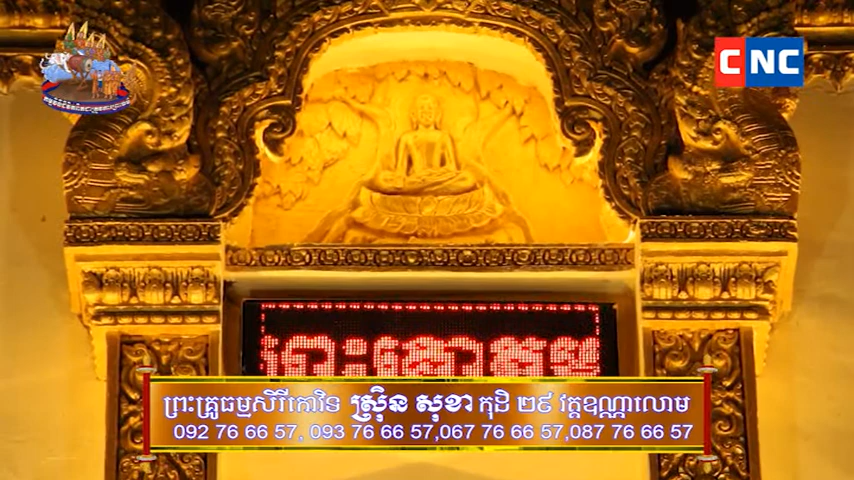 CNC
ព្រះគ្រូធម្មសិរីកោវិទ ស្រ៊ិន សុខា កុដិ ២៩ វត្តឧណ្ណាលោម
092 76 66 57, 093 76 66 57,067 76 66 57,087 76 66 57